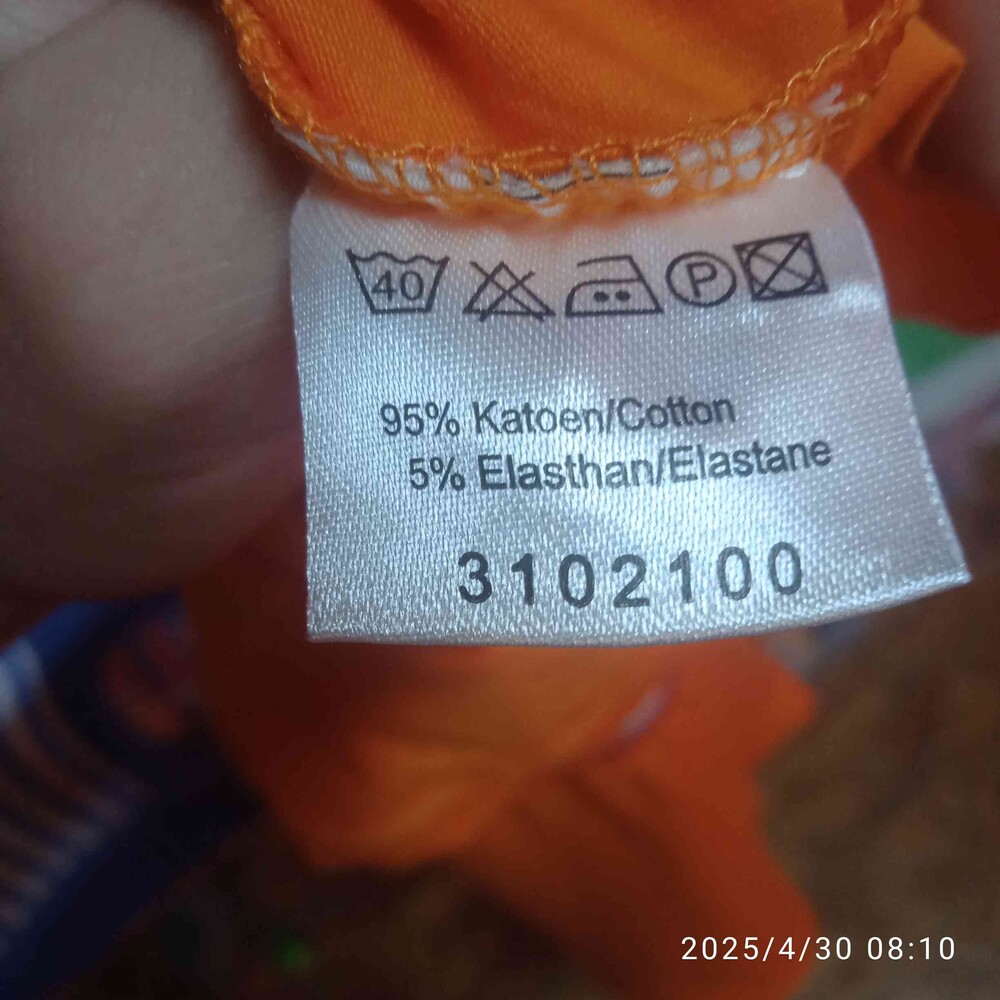 40 P
95% Katoen/Cotton
5% Elasthan/Elastane
3102100
2025/4/30 08:10